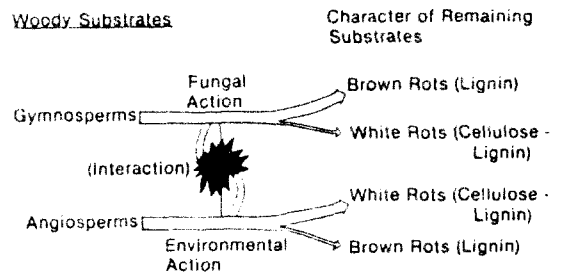 Woody Substrates
Character of Remaining
Substrates
Fungal
Action
Brown Rots (Lignin)
Gymnosperms
White Rots (Cellulose -
Lignin)
(Interaction)
White Rots (Cellulose -
Lignin)
Angiosperms
Environmental
Action
Brown Rots (Lignin)